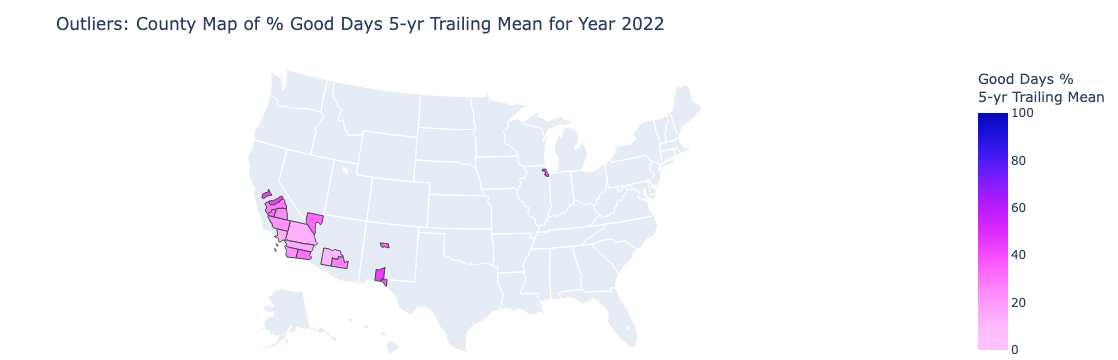 Outliers: County Map of % Good Days 5-yr Trailing Mean for Year 2022
Good Days %
5-yr Trailing Mean
100
80
60
40
20
0